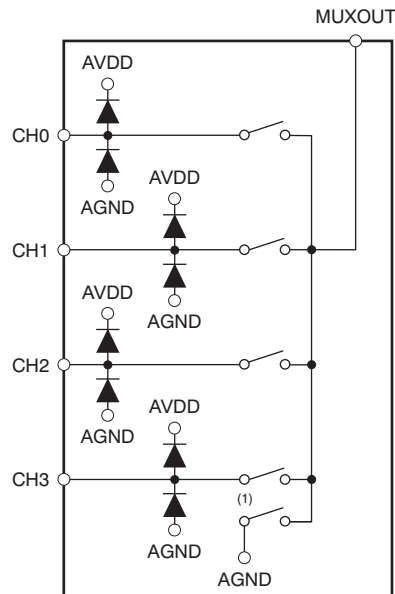 MUXOUT
AVDD
CH0
AGND
AVDD
CH1
AGND
AVDD
CH2
AGND
AVDD
CH3
(1)
AGND
AGND